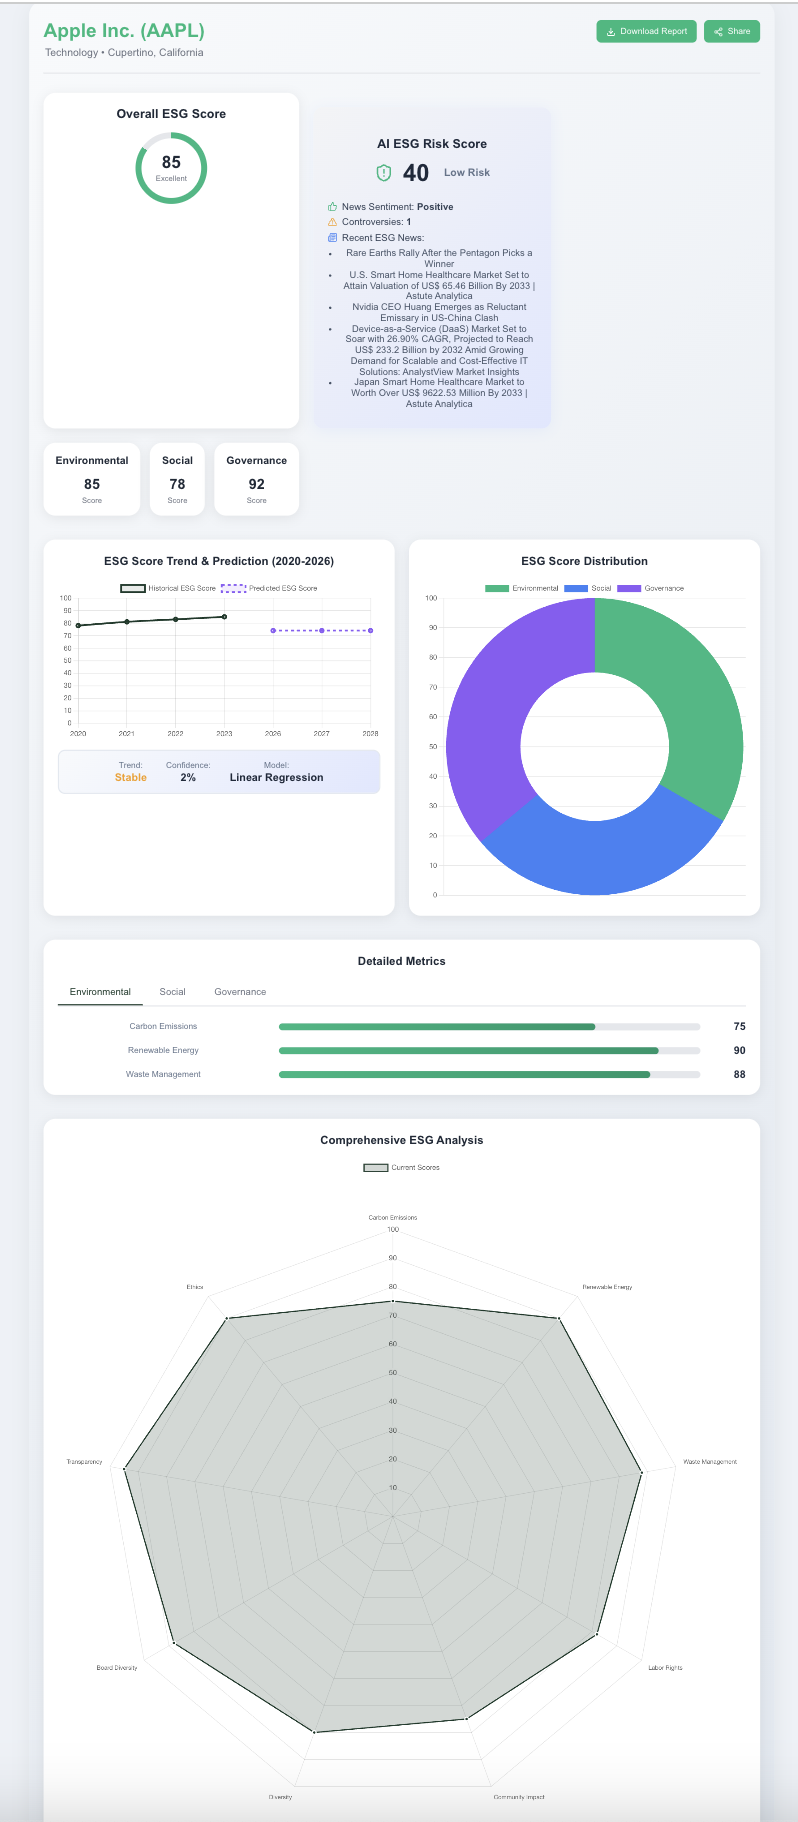 Apple Inc. (AAPL)
Technology • Cupertino, California
Download Report
Share
Overall ESG Score
85
Excellent
AI ESG Risk Score
40 Low Risk
News Sentiment: Positive
Controversies: 1
Recent ESG News:
• Rare Earths Rally After the Pentagon Picks a
Winner
• U.S. Smart Home Healthcare Market Set to
Attain Valuation of US$ 65.46 Billion By 2033 |
Astute Analytica
• Nvidia CEO Huang Emerges as Reluctant
Emissary in US-China Clash
• Device-as-a-Service (DaaS) Market Set to
Soar with 26.90% CAGR, Projected to Reach
US$ 233.2 Billion by 2032 Amid Growing
Demand for Scalable and Cost-Effective IT
Solutions: AnalystView Market Insights
• Japan Smart Home Healthcare Market to
Worth Over US$ 9622.53 Million By 2033 |
Astute Analytica
Environmental
85
Score
Social
78
Score
Governance
92
Score
ESG Score Trend & Prediction (2020-2026)
Historical ESG Score Predicted ESG Score
100
90
80
70
60
50
40
30
20
10
0
2020 2021 2022 2023 2026 2027 2028
Trend:
Stable
Confidence:
2%
Model:
Linear Regression
ESG Score Distribution
Environmental Social Governance
100
90
80
70
60
50
40
30
20
10
0
Detailed Metrics
Environmental Social Governance
Carbon Emissions 75
Renewable Energy 90
Waste Management 88
Comprehensive ESG Analysis
Current Scores
Carbon Emissions
100
90
80
70
60
50
40
30
20
10
Ethics
Renewable Energy
Transparency
Waste Management
Board Diversity
Labor Rights
Diversity
Community Impact